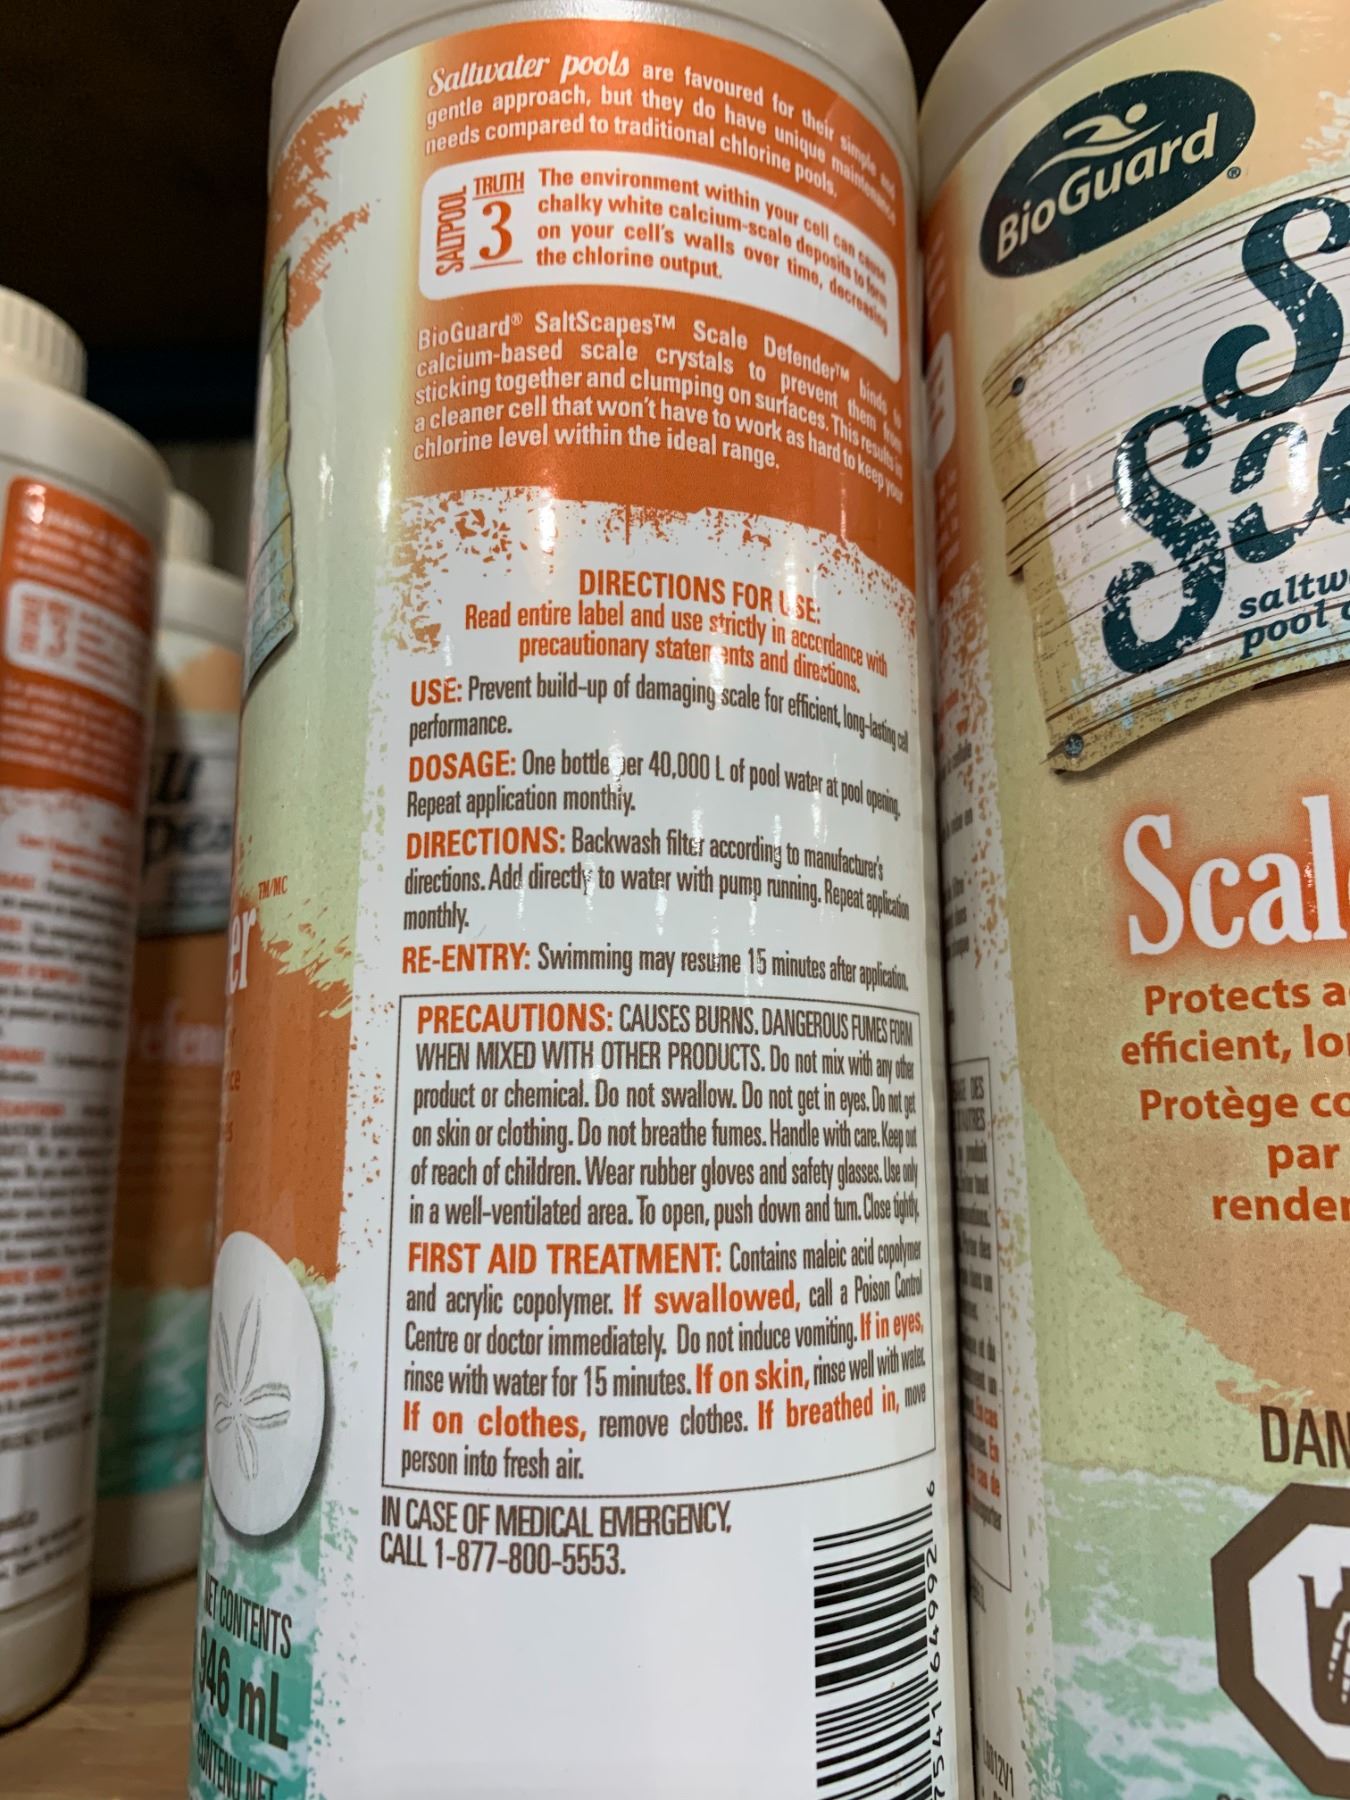 Saltwater pools are favoured for their simple and
gentle approach, but they do have unique maintenance
needs compared to traditional chlorine pools.
SALTPOOL
TRUTH
3
The environment within your cell can cause
chalky white calcium-scale deposits to form
on your cell's walls over time, decreasing
the chlorine output.
BioGuard® SaltScapes™ Scale Defender™ binds to
calcium-based scale crystals to prevent them from
sticking together and clumping on surfaces. This results in
a cleaner cell that won't have to work as hard to keep your
chlorine level within the ideal range.
DIRECTIONS FOR USE:
Read entire label and use strictly in accordance with
precautionary statements and directions.
USE: Prevent build-up of damaging scale for efficient, long-lasting cell
performance.
DOSAGE: One bottle per 40,000 L of pool water at pool opening.
Repeat application monthly.
DIRECTIONS: Backwash filter according to manufacturer's
directions. Add directly to water with pump running. Repeat application
monthly.
RE-ENTRY: Swimming may resume 15 minutes after application.
PRECAUTIONS: CAUSES BURNS. DANGEROUS FUMES FORM
WHEN MIXED WITH OTHER PRODUCTS. Do not mix with any other
product or chemical. Do not swallow. Do not get in eyes. Do not get
on skin or clothing. Do not breathe fumes. Handle with care. Keep out
of reach of children. Wear rubber gloves and safety glasses. Use only
in a well-ventilated area. To open, push down and turn. Close tightly.
FIRST AID TREATMENT: Contains maleic acid copolymer
and acrylic copolymer. If swallowed, call a Poison Control
Centre or doctor immediately. Do not induce vomiting. If in eyes,
rinse with water for 15 minutes. If on skin, rinse well with water.
If on clothes, remove clothes. If breathed in, move
person into fresh air.
IN CASE OF MEDICAL EMERGENCY,
CALL 1-877-800-5553.
er™/MC
NET CONTENTS
946 mL
CONTENU NET
75411 64992 6
BioGuard®
S
Sca
saltw
pool c
Scal
Protects a
efficient, lo
Protège co
par
render
DAN